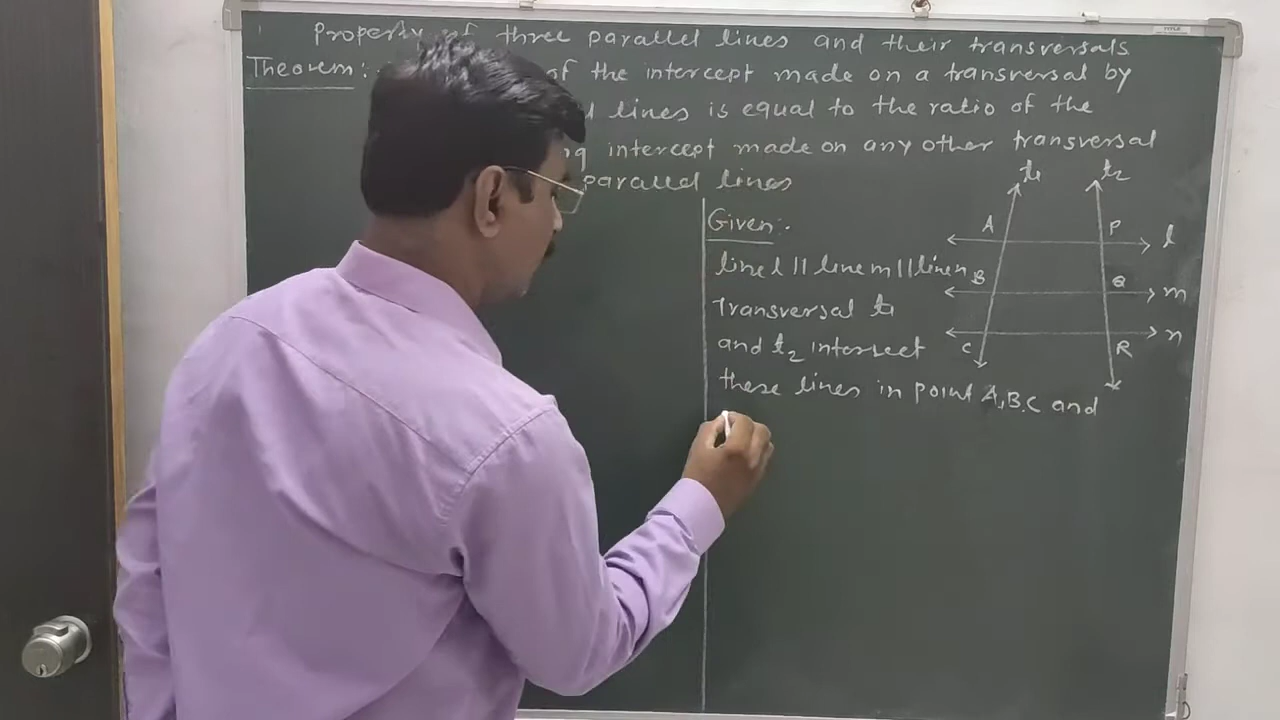 Property of three parallel lines and their transversals
Theorem: of the intercept made on a transversal by
lines is equal to the ratio of the
intercept made on any other transversal
parallel lines
Given:-
line l || line m || line n
Transversal t1
and t2 intersect
these lines in point A,B,C and
t1 t2
A P l
B Q m
C R n